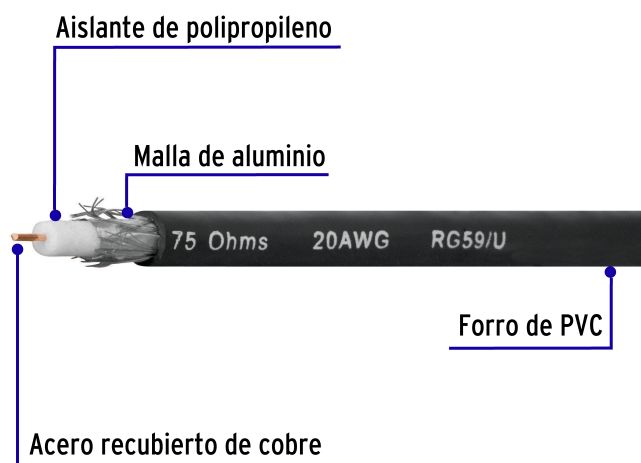 Aislante de polipropileno
Malla de aluminio
75 Ohms 20AWG RG59/U
Forro de PVC
Acero recubierto de cobre